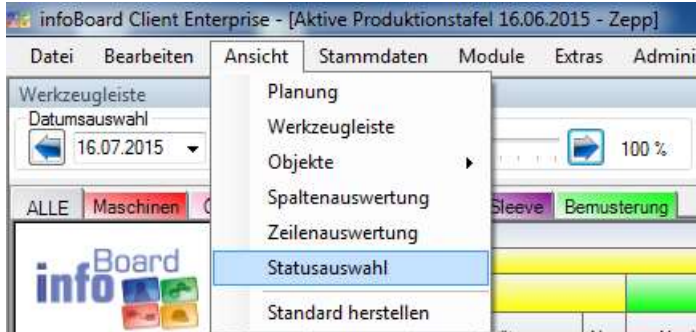 infoBoard Client Enterprise - [Aktive Produktionstafel 16.06.2015 - Zepp]
Datei Bearbeiten Ansicht Stammdaten Module Extras Admini
Werkzeugleiste
Datumsauswahl
16.07.2015
100 %
Planung
Werkzeugleiste
Objekte
Spaltenauswertung
Zeilenauswertung
Statusauswahl
Standard herstellen
ALLE Maschinen Sleeve Bemusterung
infoBoard